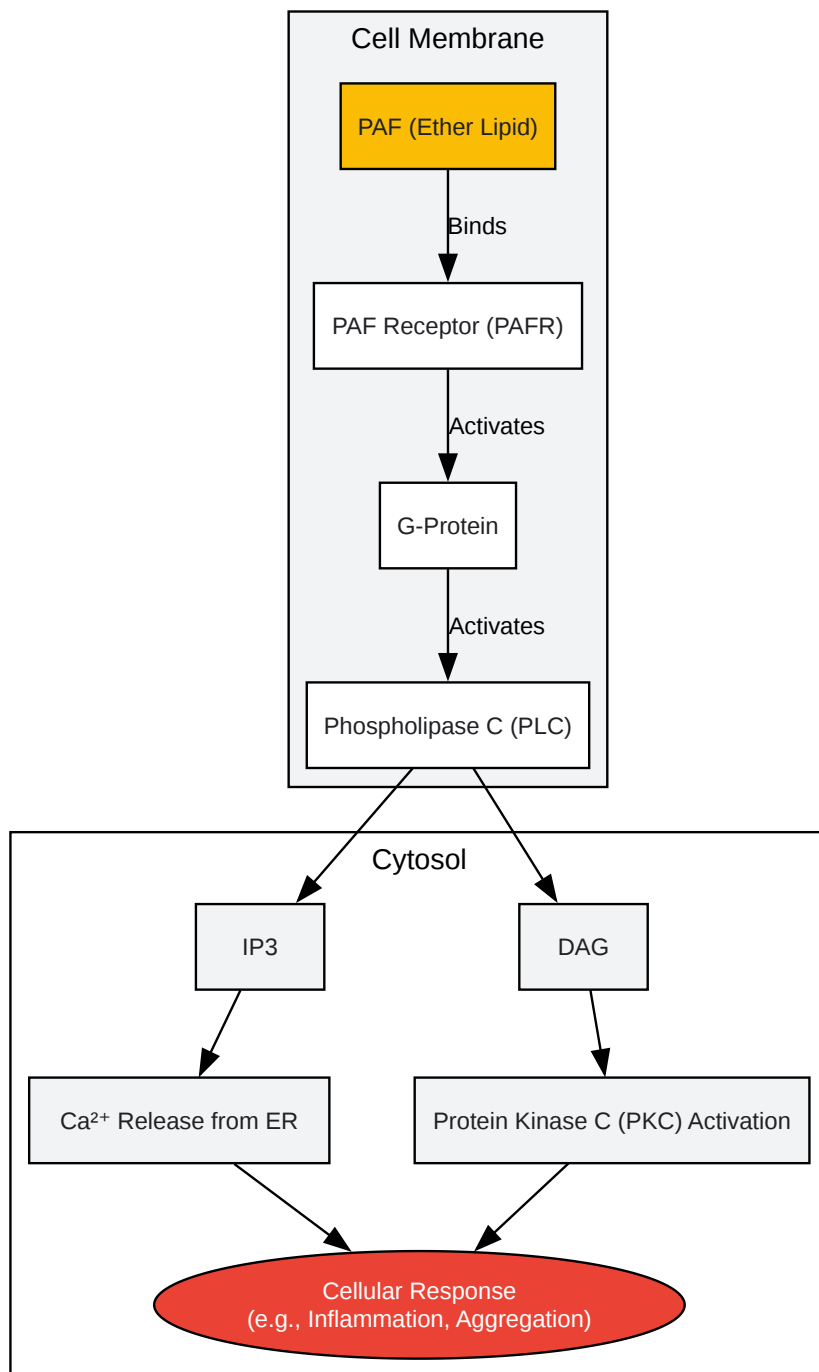 Cell Membrane
PAF (Ether Lipid)
Binds
PAF Receptor (PAFR)
Activates
G-Protein
Activates
Phospholipase C (PLC)
Cytosol
IP3
DAG
Ca²⁺ Release from ER
Protein Kinase C (PKC) Activation
Cellular Response
(e.g., Inflammation, Aggregation)